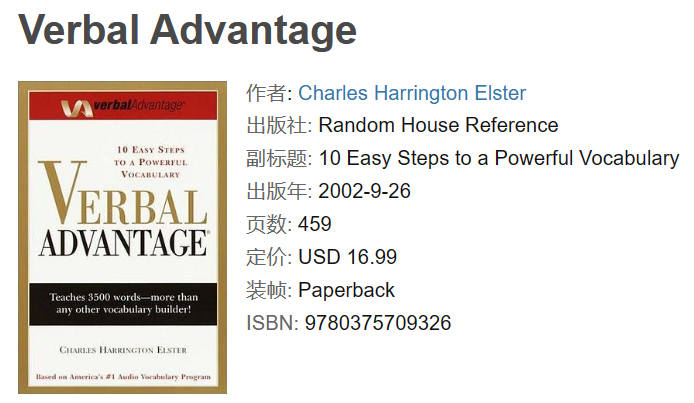 Verbal Advantage
verbalAdvantage®
10 EASY STEPS
TO A POWERFUL
VOCABULARY
VERBAL
ADVANTAGE®
Teaches 3500 words—more than
any other vocabulary builder!
CHARLES HARRINGTON ELSTER
Based on America's #1 Audio Vocabulary Program
作者: Charles Harrington Elster
出版社: Random House Reference
副标题: 10 Easy Steps to a Powerful Vocabulary
出版年: 2002-9-26
页数: 459
定价: USD 16.99
装帧: Paperback
ISBN: 9780375709326